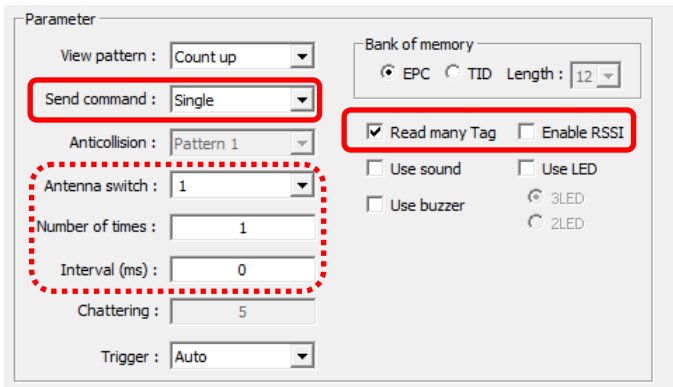 Parameter
View pattern : Count up
Send command : Single
Anticollision : Pattern 1
Antenna switch : 1
Number of times : 1
Interval (ms) : 0
Chattering : 5
Trigger : Auto
Bank of memory
EPC TID Length : 12
Read many Tag Enable RSSI
Use sound Use LED
Use buzzer 3LED
2LED